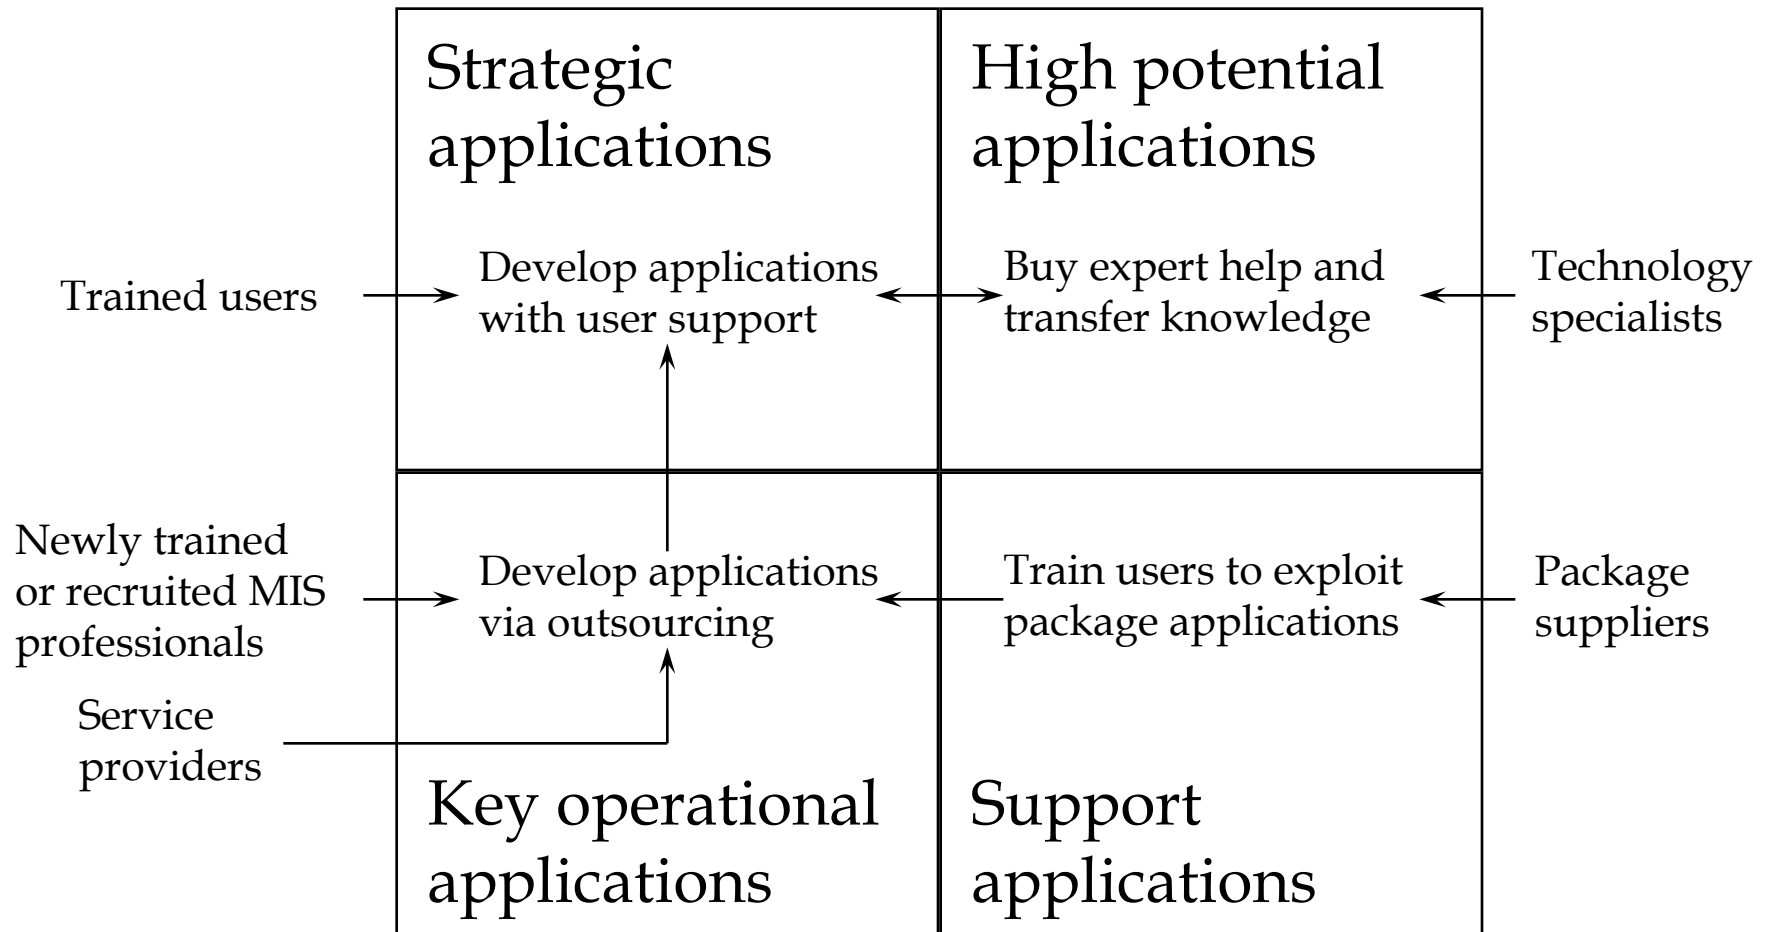 Strategic
applications
High potential
applications
Trained users
Develop applications
with user support
Buy expert help and
transfer knowledge
Technology
specialists
Newly trained
or recruited MIS
professionals
Develop applications
via outsourcing
Train users to exploit
package applications
Package
suppliers
Service
providers
Key operational
applications
Support
applications